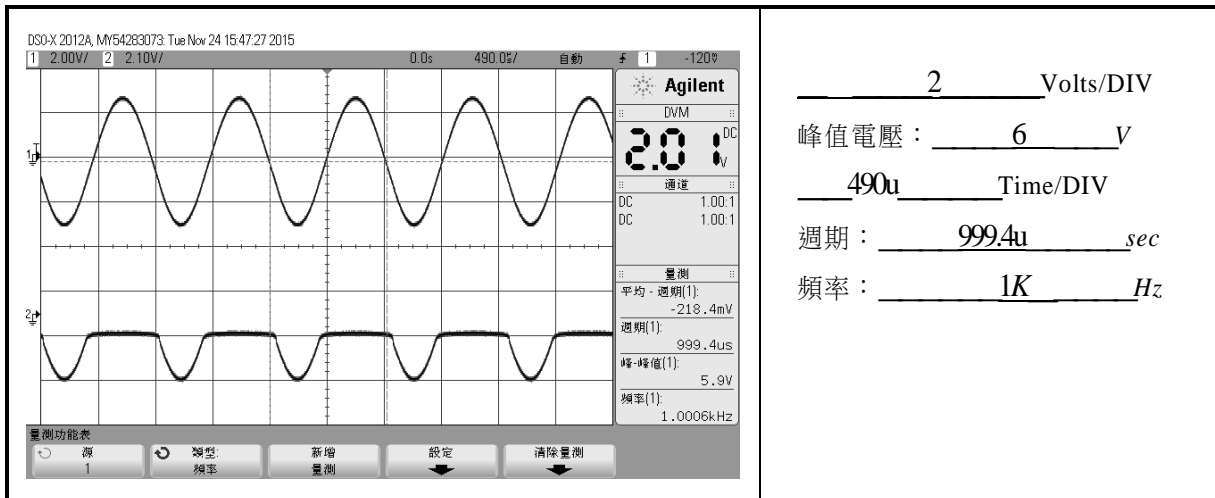 DSO-X 2012A, MY54283073: Tue Nov 24 15:47:27 2015
1 2.00V/ 2 2.10V/ 0.0s 490.0µ/ 自動 1 -120
Agilent
DVM
2.01 DC V
通道
DC 1.00:1
DC 1.00:1
量測
平均 - 週期(1):
-218.4mV
週期(1):
999.4us
峰-峰值(1):
5.9V
頻率(1):
1.0006kHz
1 T
2
量測功能表
源
1
類型:
頻率
新增
量測
設定
清除量測
2 Volts/DIV
峰值電壓：6 V
490u Time/DIV
週期：999.4u sec
頻率：1K Hz